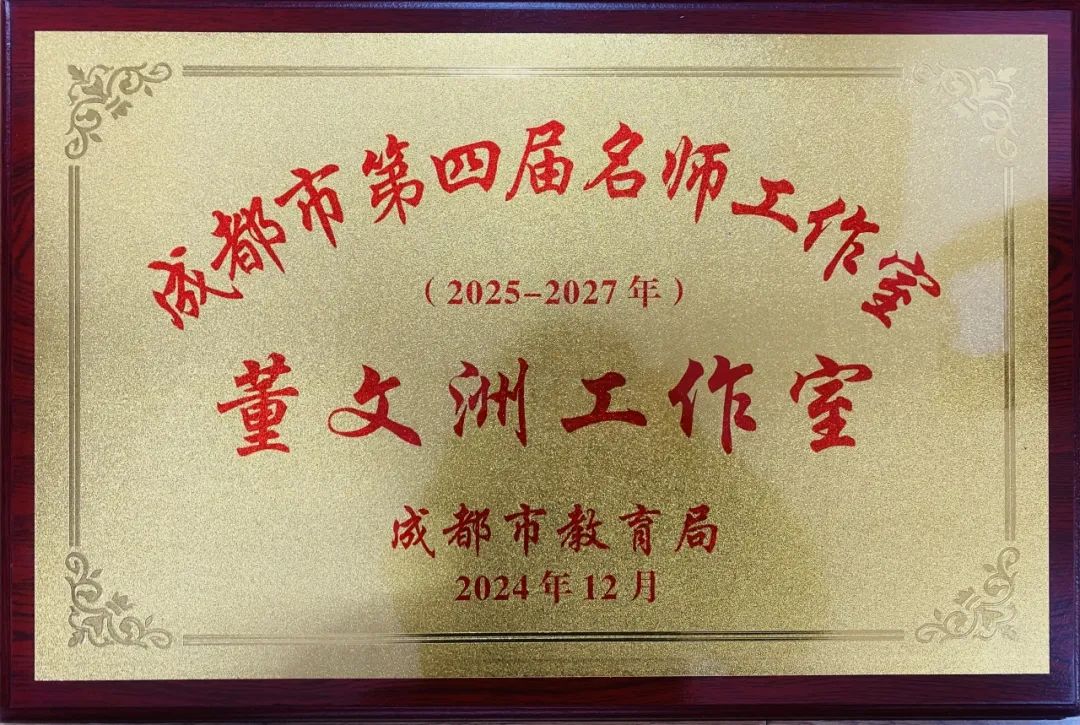 成都市第四届名师工作室
（2025-2027年）
董文洲工作室
成都市教育局
2024年12月